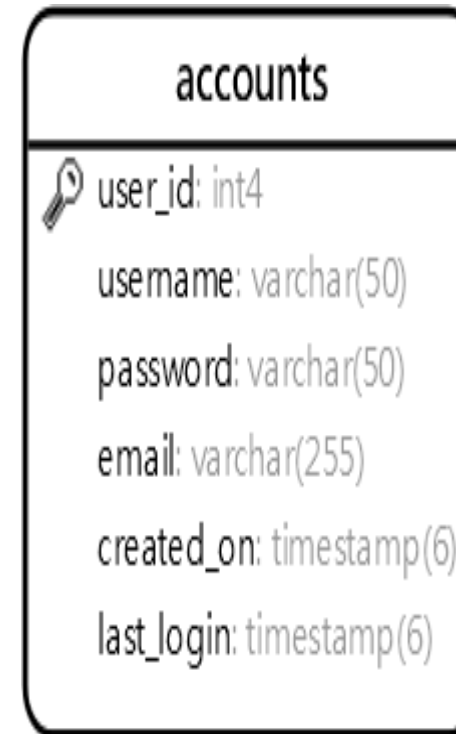 accounts
user_id: int4
username: varchar(50)
password: varchar(50)
email: varchar(255)
created_on: timestamp(6)
last_login: timestamp(6)